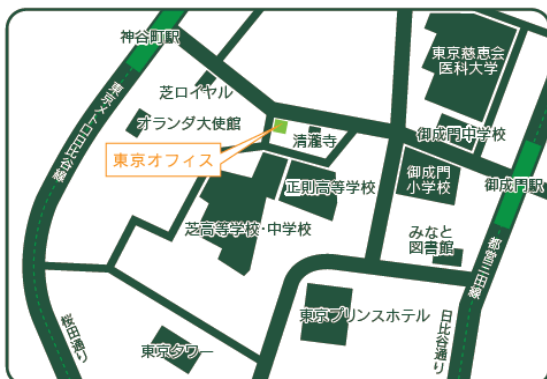 神谷町駅
東京慈恵会
医科大学
芝ロイヤル
オランダ大使館
東京メトロ日比谷線
清瀧寺
御成門中学校
東京オフィス
正則高等学校
御成門
小学校
御成門駅
芝高等学校・中学校
みなと
図書館
都営三田線
東京プリンスホテル
日比谷通り
桜田通り
東京タワー